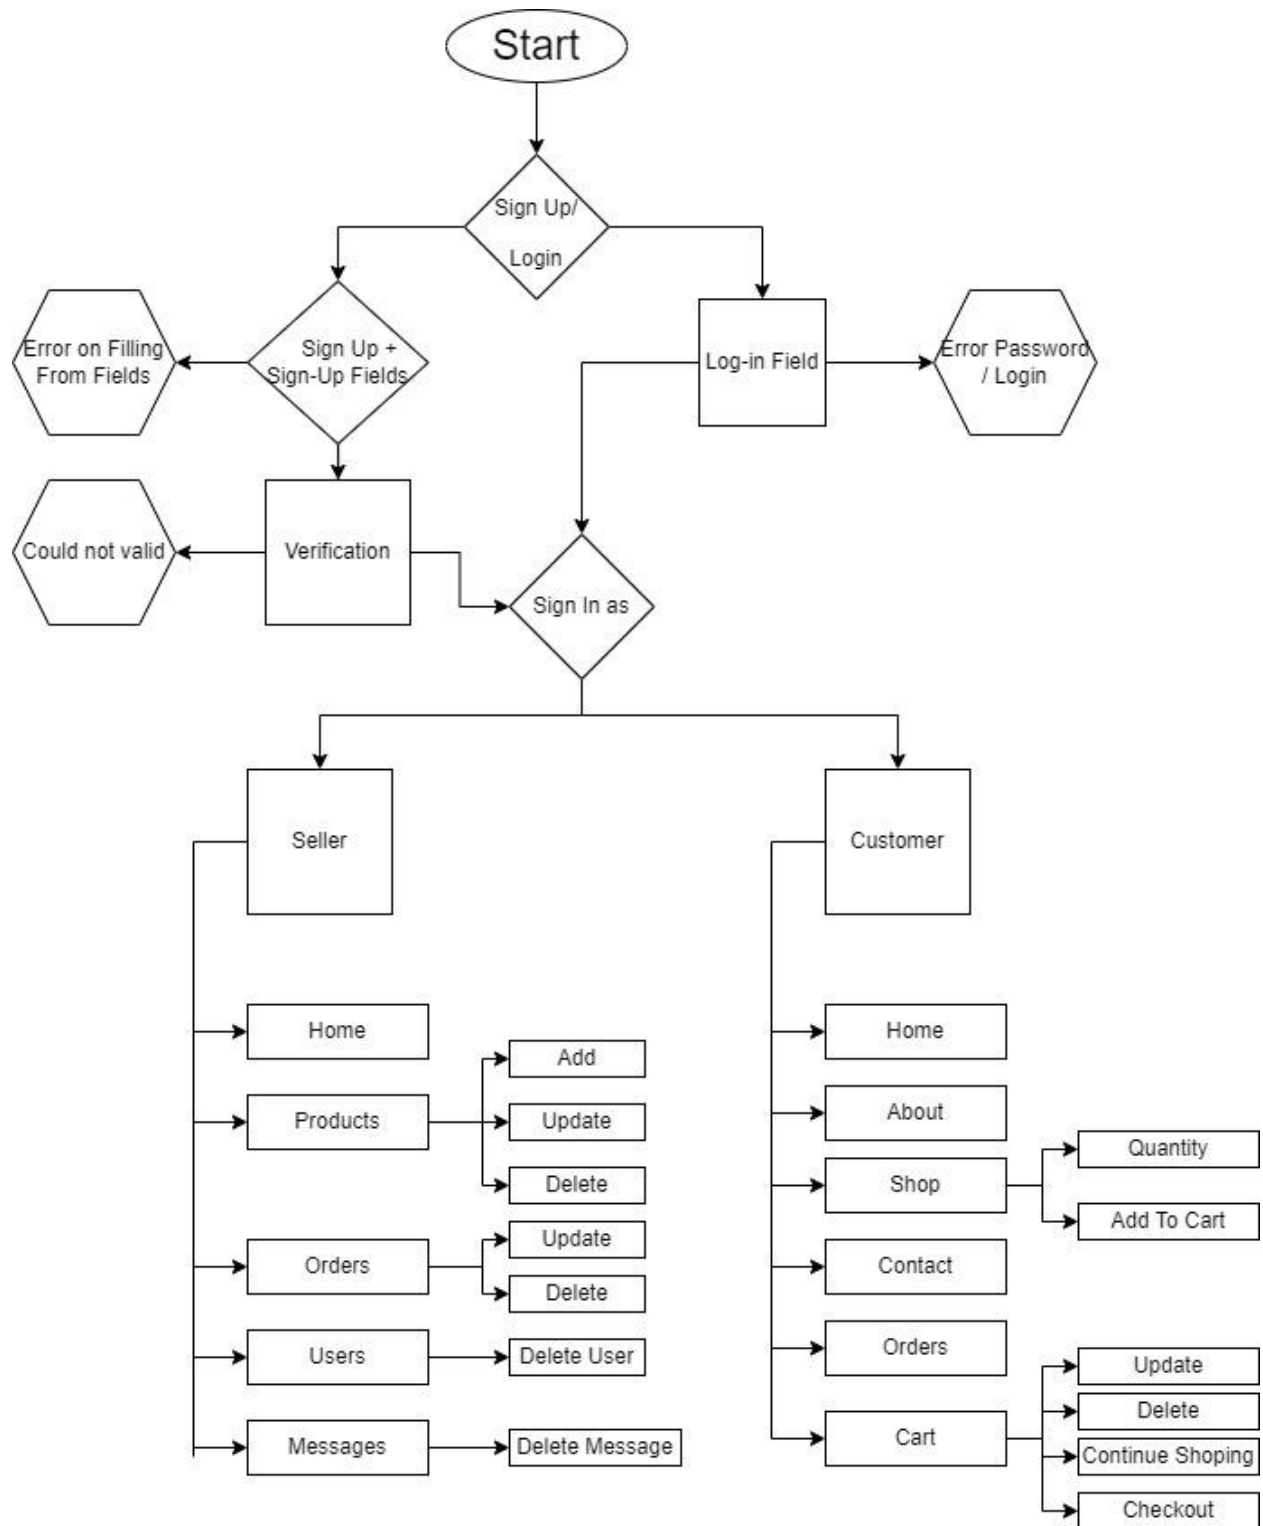 Start
Sign Up/
Login
Sign Up +
Sign-Up Fields
Error on Filling
From Fields
Log-in Field
Error Password
/ Login
Verification
Could not valid
Sign In as
Seller
Customer
Home
Products
Add
Update
Delete
Orders
Update
Delete
Users
Delete User
Messages
Delete Message
Home
About
Shop
Quantity
Add To Cart
Contact
Orders
Cart
Update
Delete
Continue Shoping
Checkout